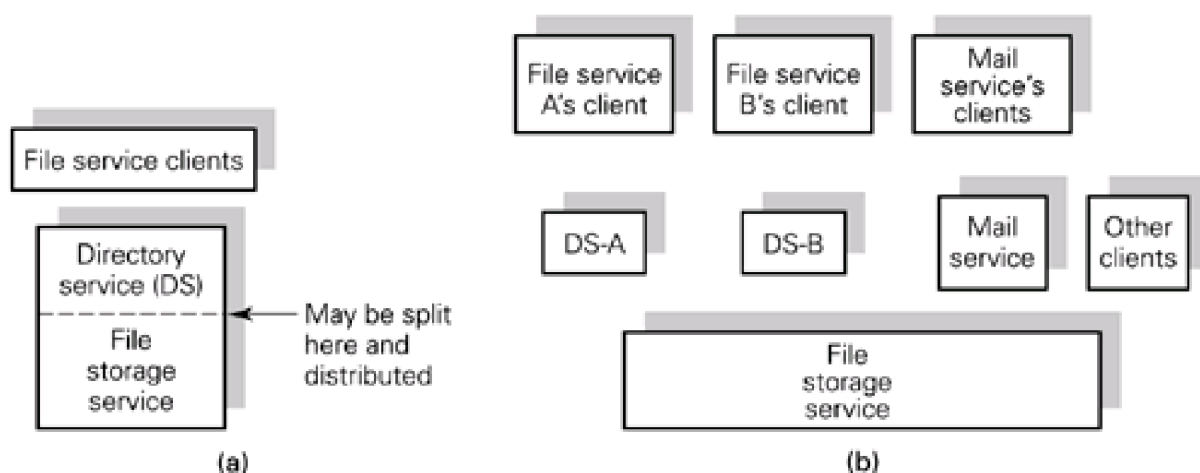 File service clients
Directory
service (DS)
File
storage
service
May be split
here and
distributed
(a)
File service
A's client
File service
B's client
Mail
service's
clients
DS-A
DS-B
Mail
service
Other
clients
File
storage
service
(b)